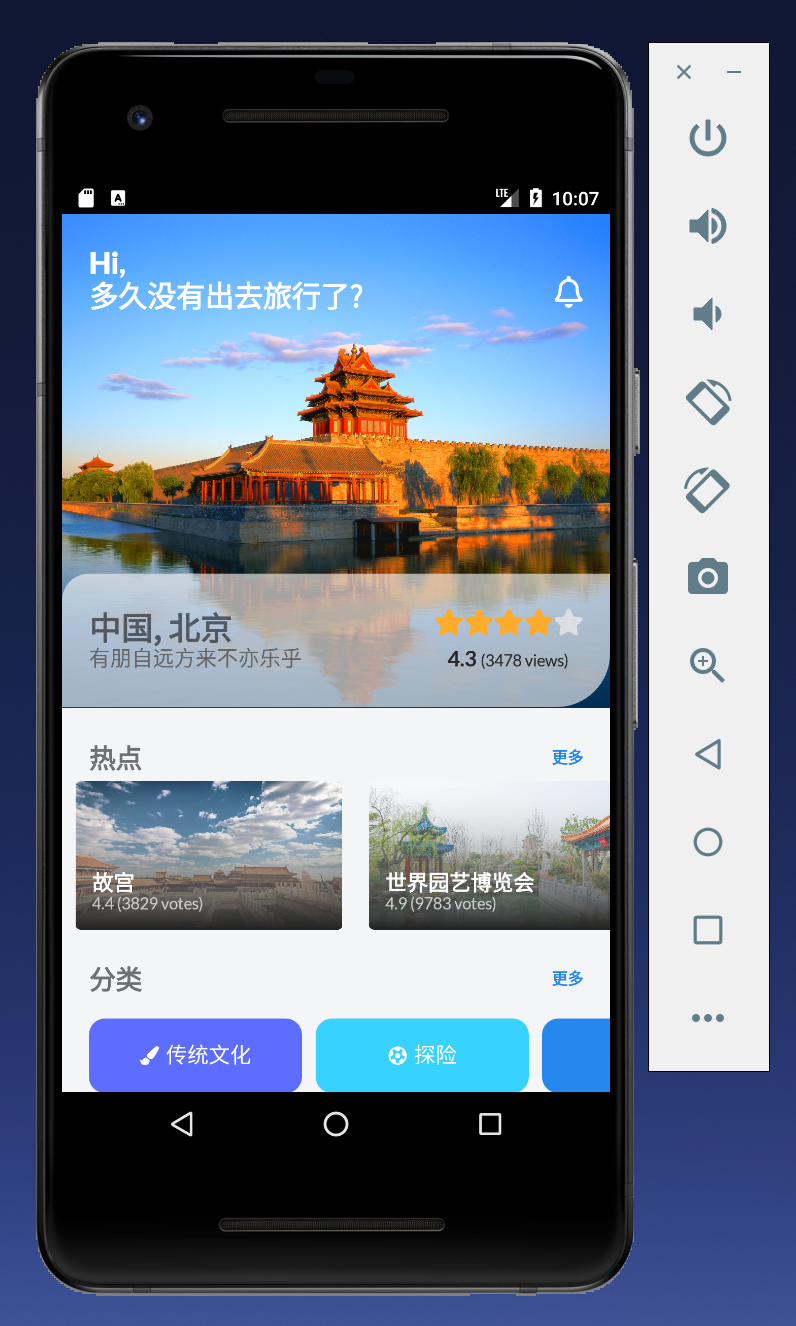 LTE 10:07
Hi,
多久没有出去旅行了?
中国, 北京
有朋自远方来不亦乐乎
4.3 (3478 views)
热点 更多
故宫
4.4 (3829 votes)
世界园艺博览会
4.9 (9783 votes)
分类 更多
传统文化 探险